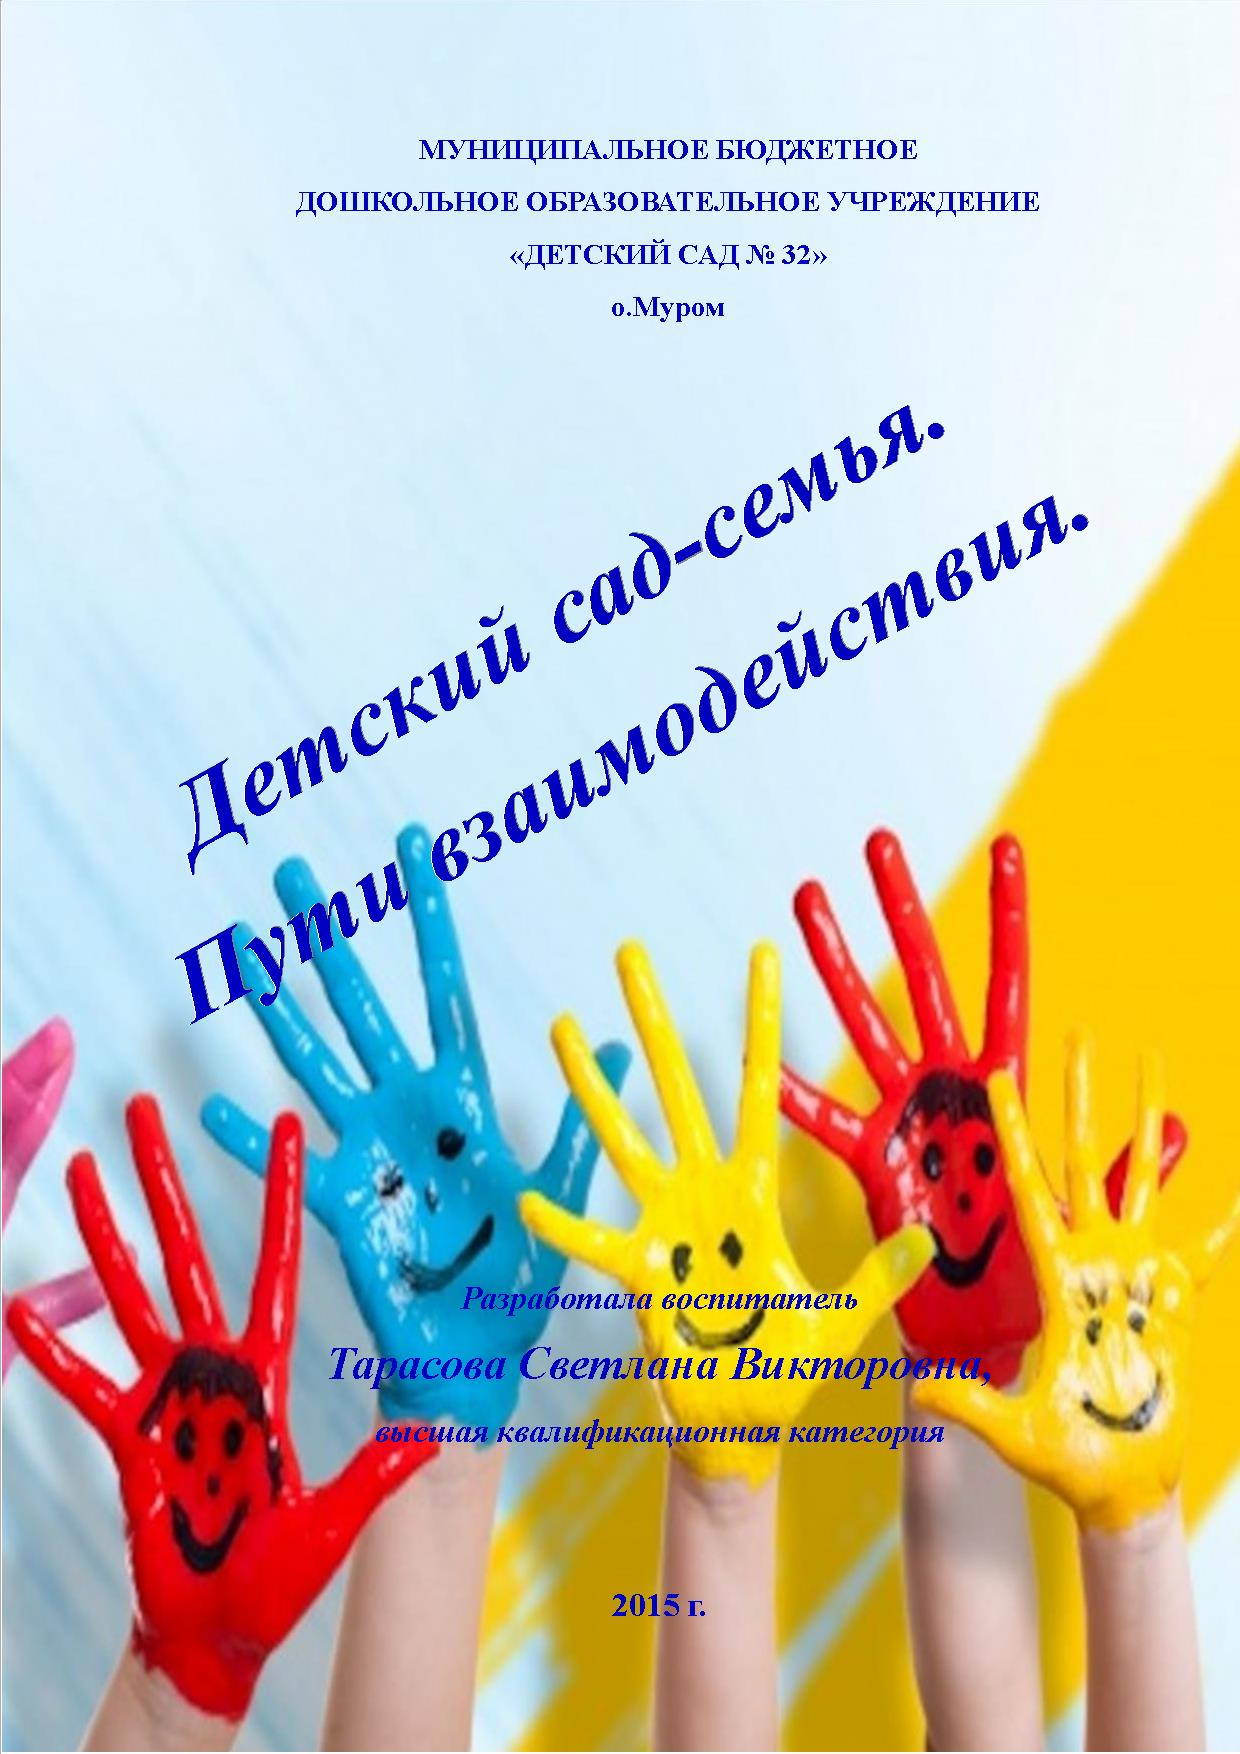 МУНИЦИПАЛЬНОЕ БЮДЖЕТНОЕ
ДОШКОЛЬНОЕ ОБРАЗОВАТЕЛЬНОЕ УЧРЕЖДЕНИЕ
«ДЕТСКИЙ САД № 32»
о.Муром
Детский сад-семья.
Пути взаимодействия.
Разработала воспитатель
Тарасова Светлана Викторовна,
высшая квалификационная категория
2015 г.